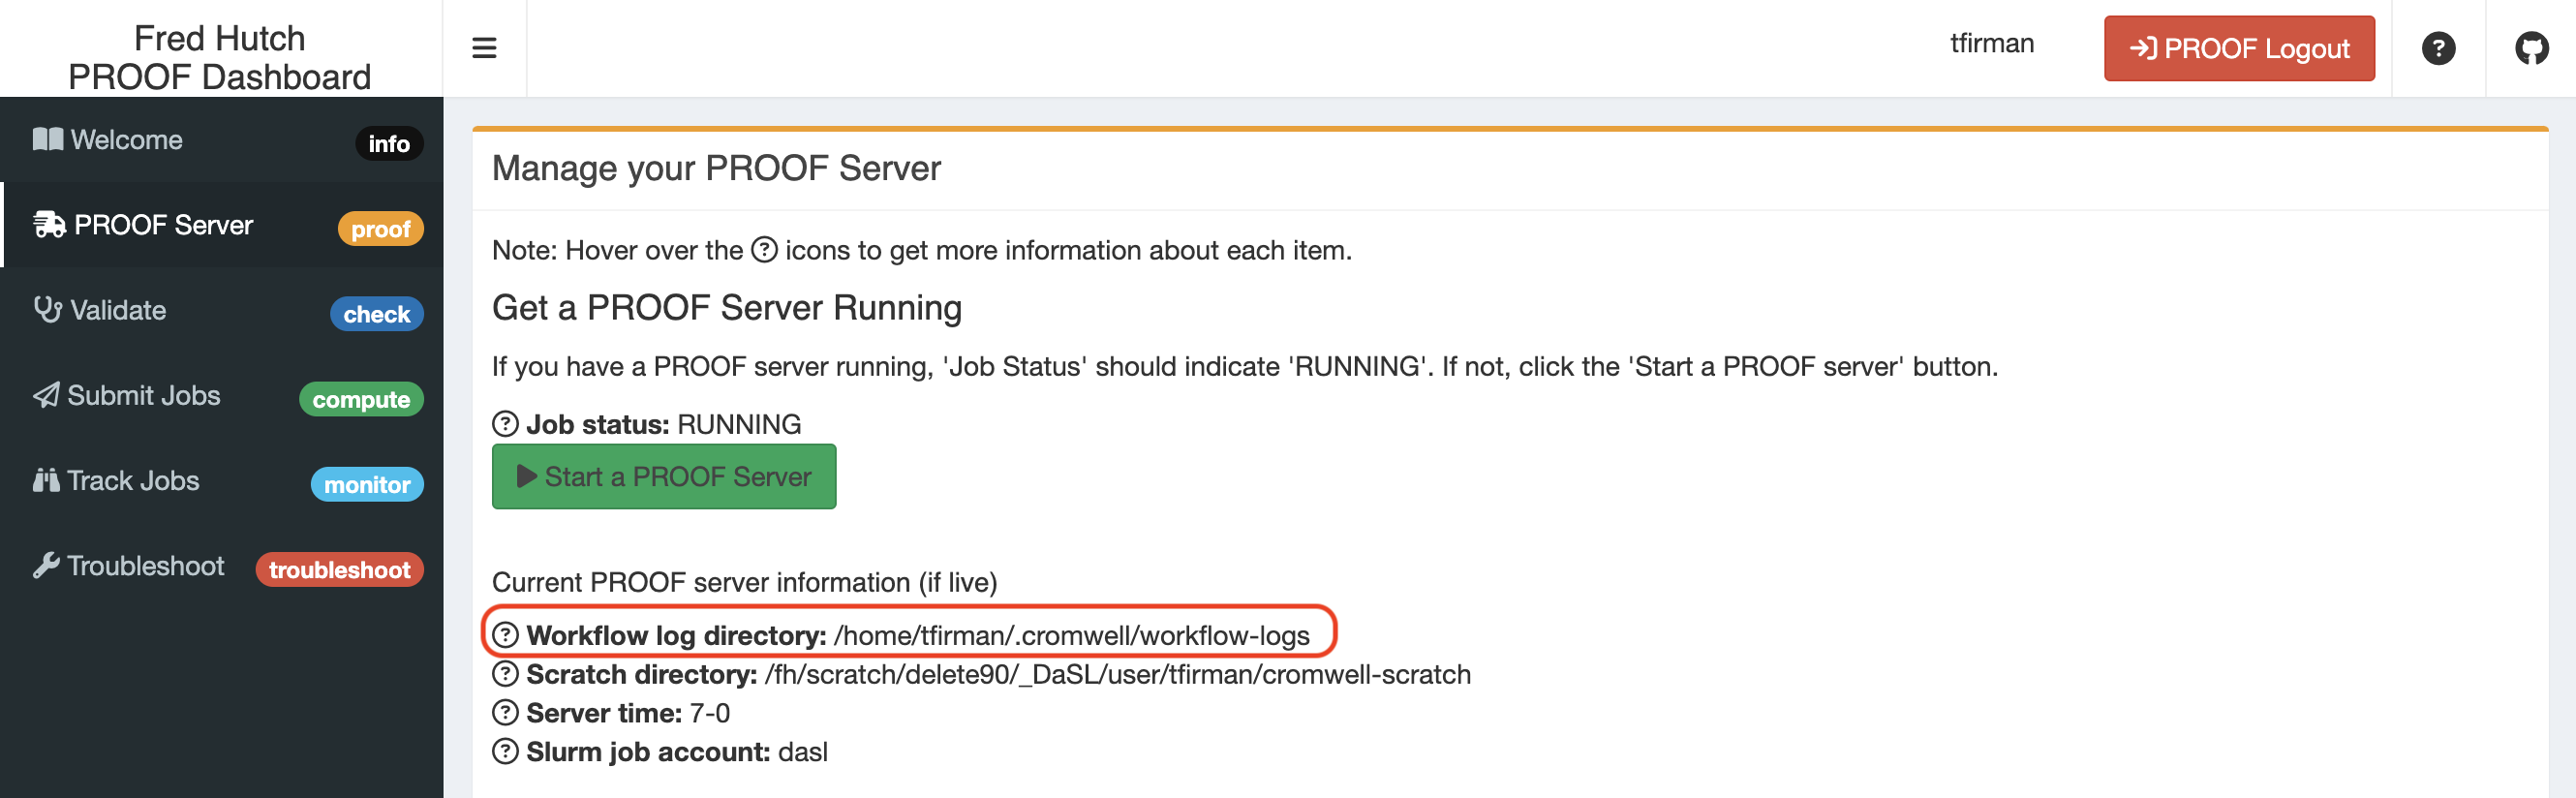 Fred Hutch
PROOF Dashboard
tfirman
PROOF Logout
Welcome info
PROOF Server proof
Validate check
Submit Jobs compute
Track Jobs monitor
Troubleshoot troubleshoot
Manage your PROOF Server
Note: Hover over the ? icons to get more information about each item.
Get a PROOF Server Running
If you have a PROOF server running, 'Job Status' should indicate 'RUNNING'. If not, click the 'Start a PROOF server' button.
? Job status: RUNNING
Start a PROOF Server
Current PROOF server information (if live)
? Workflow log directory: /home/tfirman/.cromwell/workflow-logs
? Scratch directory: /fh/scratch/delete90/_DaSL/user/tfirman/cromwell-scratch
? Server time: 7-0
? Slurm job account: dasl